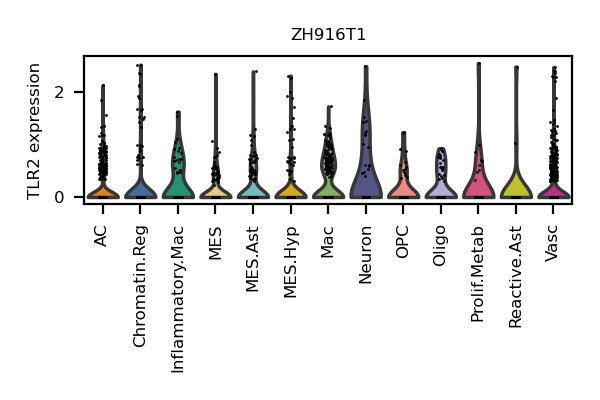 ZH916T1
TLR2 expression
2
0
AC
Chromatin.Reg
Inflammatory.Mac
MES
MES.Ast
MES.Hyp
Mac
Neuron
OPC
Oligo
Prolif.Metab
Reactive.Ast
Vasc